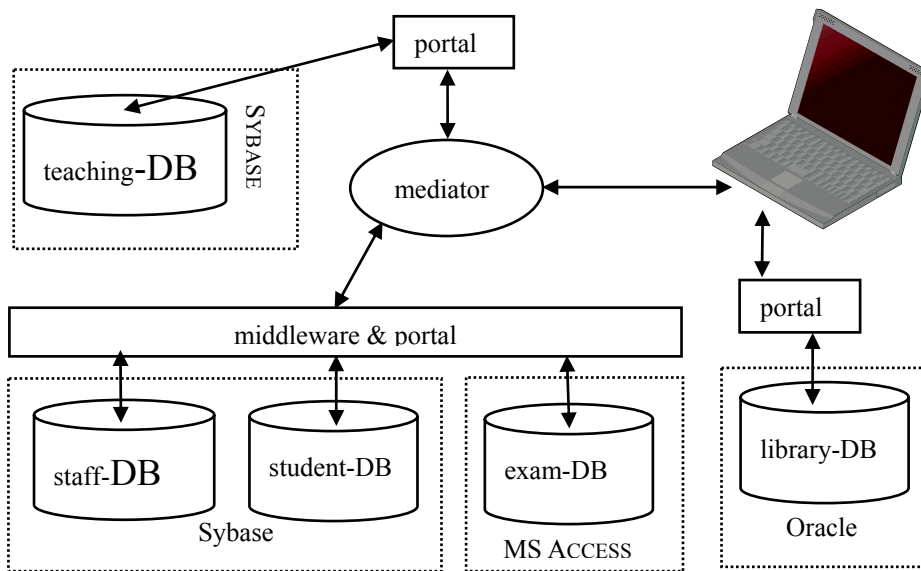 portal
SYBASE
teaching-DB
mediator
portal
middleware & portal
staff-DB
student-DB
exam-DB
library-DB
Sybase
MS ACCESS
Oracle